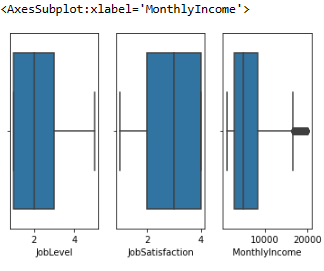 <AxesSubplot:xlabel='MonthlyIncome'>
2 4 2 4 10000 20000
JobLevel JobSatisfaction MonthlyIncome